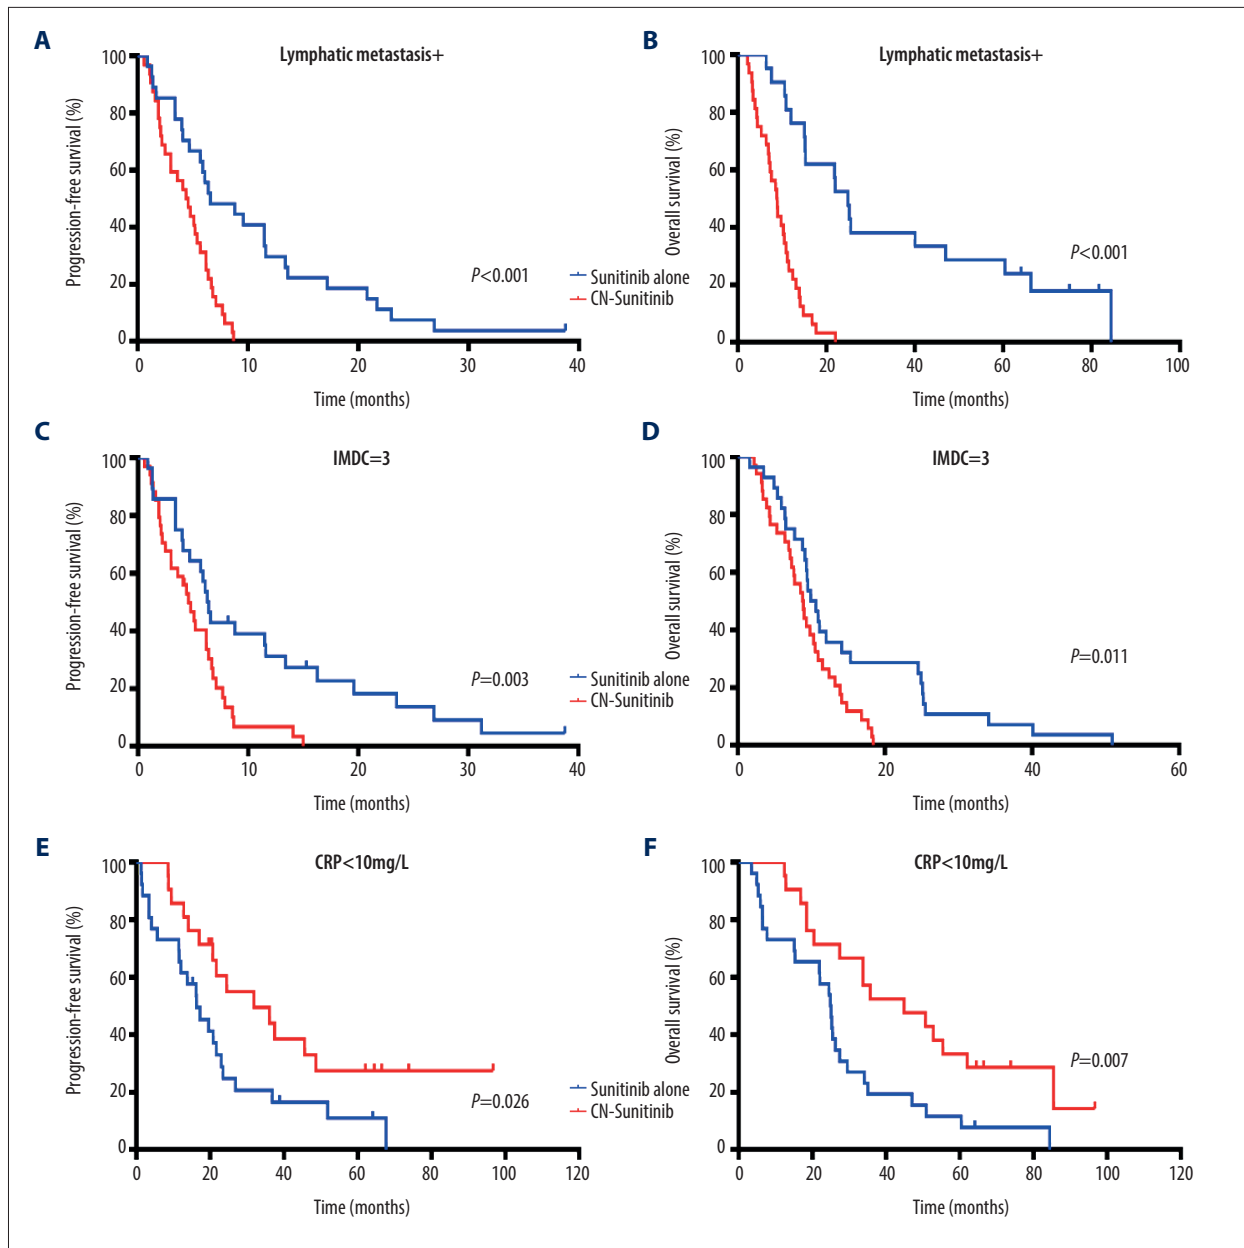 A
Lymphatic metastasis+
Progression-free survival (%)
100
80
60
40
20
0
0 10 20 30 40
Time (months)
P<0.001
Sunitinib alone
CN-Sunitinib
B
Lymphatic metastasis+
Overall survival (%)
100
80
60
40
20
0
0 20 40 60 80 100
Time (months)
P<0.001
C
IMDC=3
Progression-free survival (%)
100
80
60
40
20
0
0 10 20 30 40
Time (months)
P=0.003
Sunitinib alone
CN-Sunitinib
D
IMDC=3
Overall survival (%)
100
80
60
40
20
0
0 20 40 60
Time (months)
P=0.011
E
CRP<10mg/L
Progression-free survival (%)
100
80
60
40
20
0
0 20 40 60 80 100 120
Time (months)
P=0.026
Sunitinib alone
CN-Sunitinib
F
CRP<10mg/L
Overall survival (%)
100
80
60
40
20
0
0 20 40 60 80 100 120
Time (months)
P=0.007